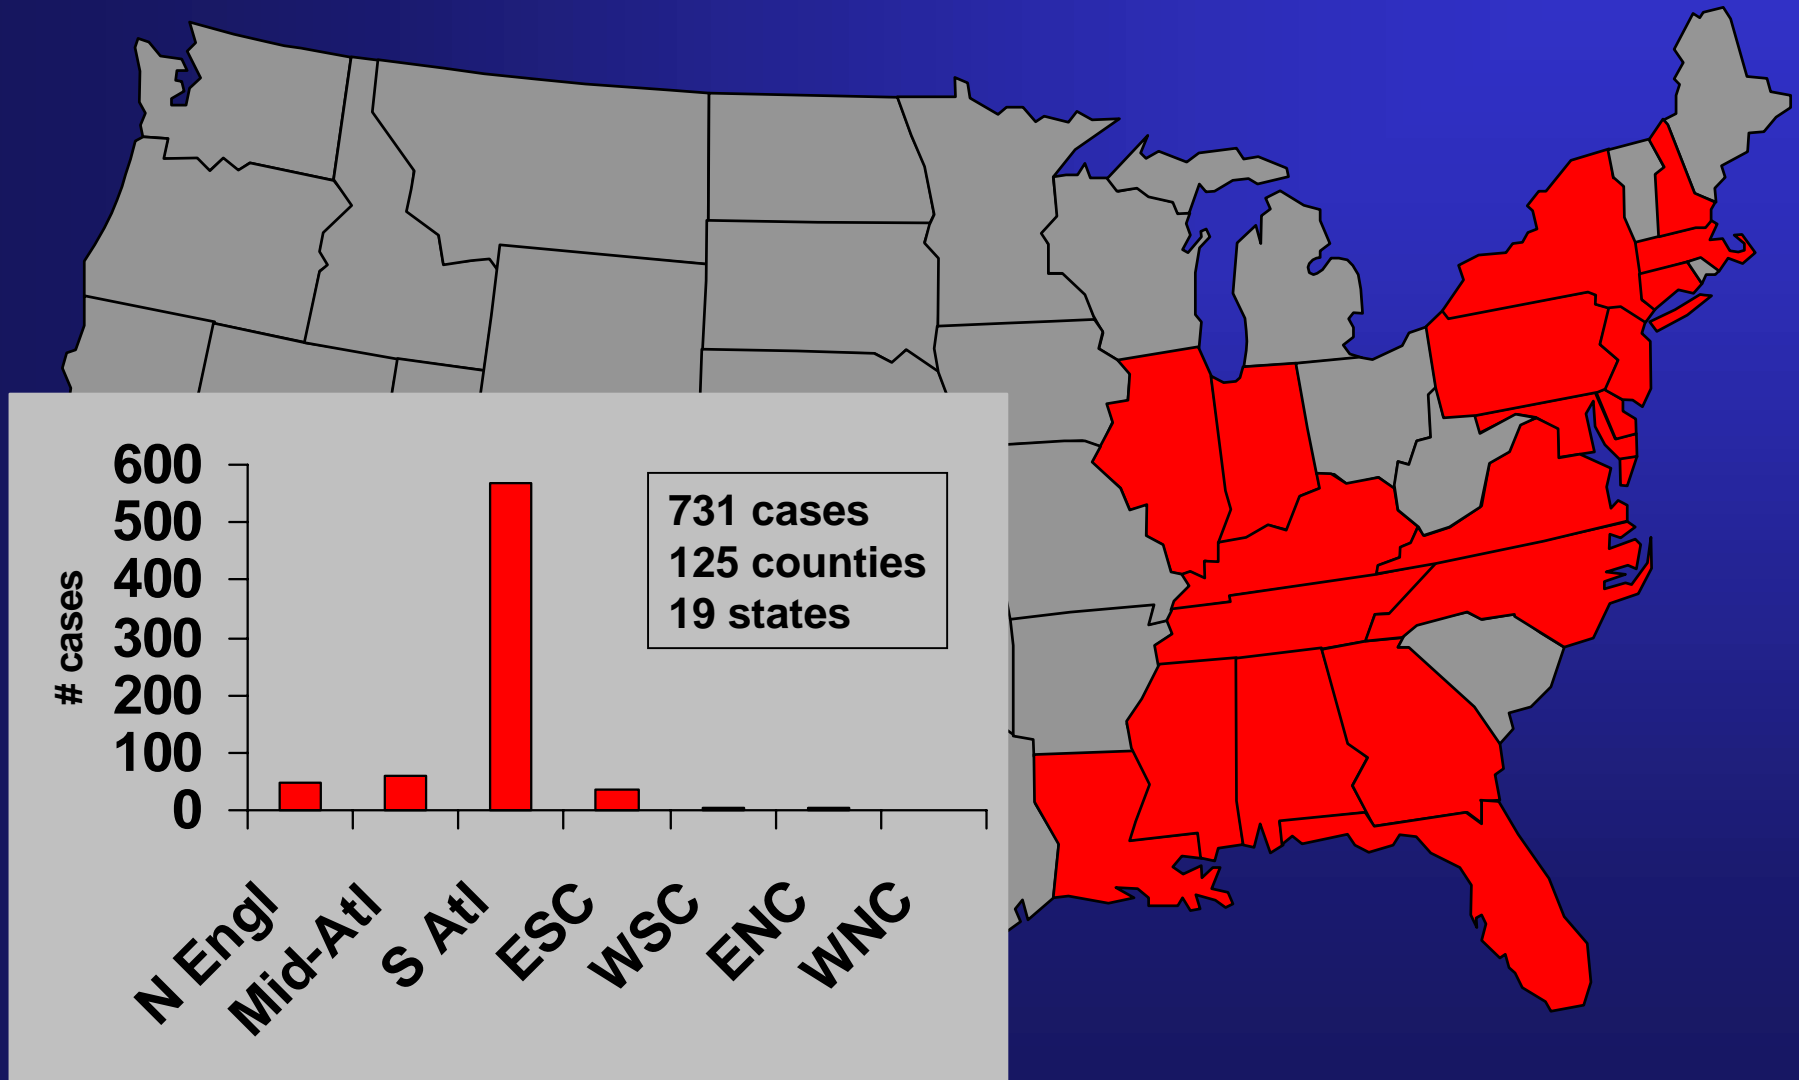 600
500
400
300
200
100
0
# cases
731 cases
125 counties
19 states
N Engl
Mid-Atl
S Atl
ESC
WSC
ENC
WNC